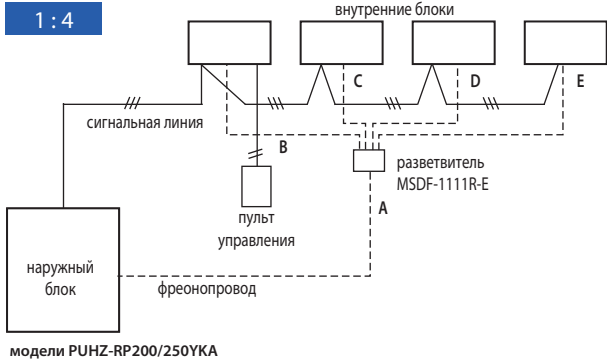 1 : 4
внутренние блоки
C
D
E
сигнальная линия
B
разветвитель
MSDF-1111R-E
A
пульт
управления
наружный
блок
фреонопровод
модели PUHZ-RP200/250YKA